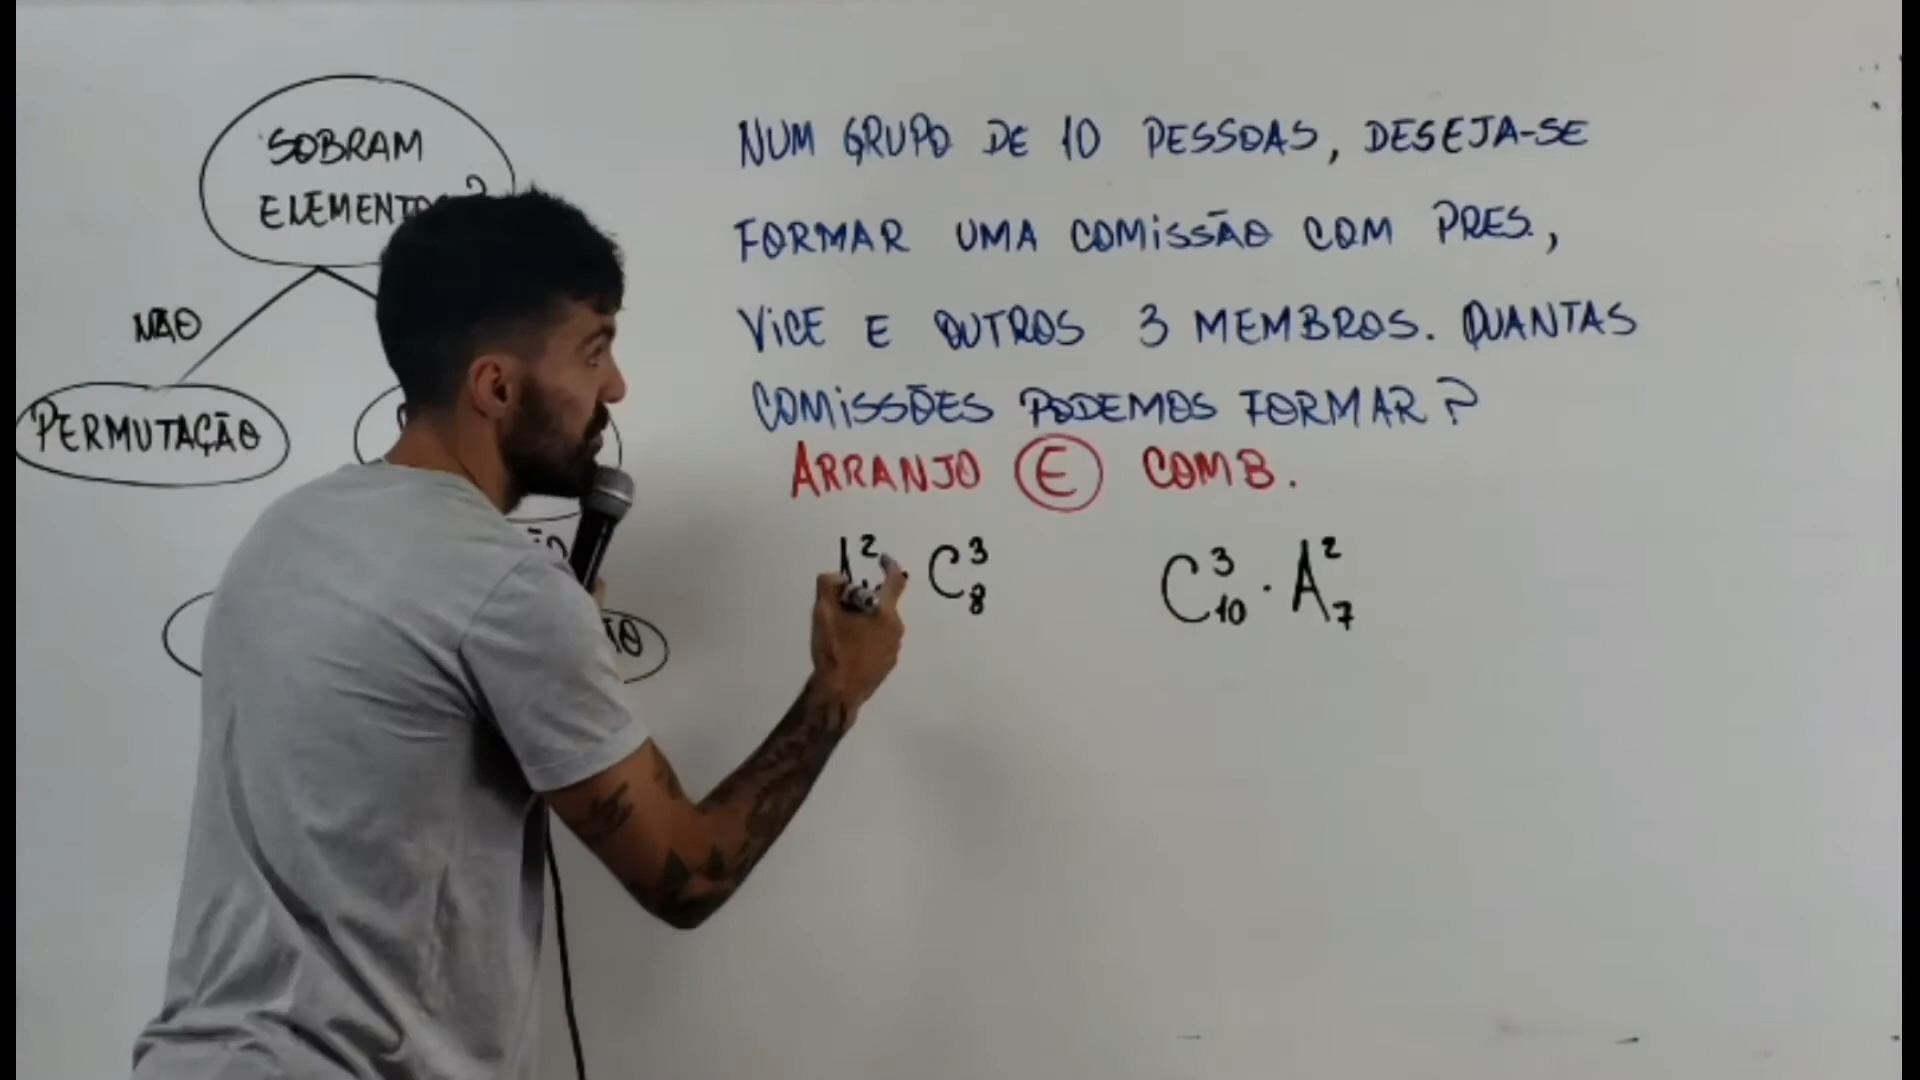 SOBRAM
NÃO
PERMUTAÇÃO
NUM GRUPO DE 10 PESSOAS, DESEJA-SE
FORMAR UMA COMISSÃO COM PRES.,
VICE E OUTROS 3 MEMBROS. QUANTAS
COMISSÕES PODEMOS FORMAR?
ARRANJO E COMB.
A² C₈³ C₁₀³ · A₇²